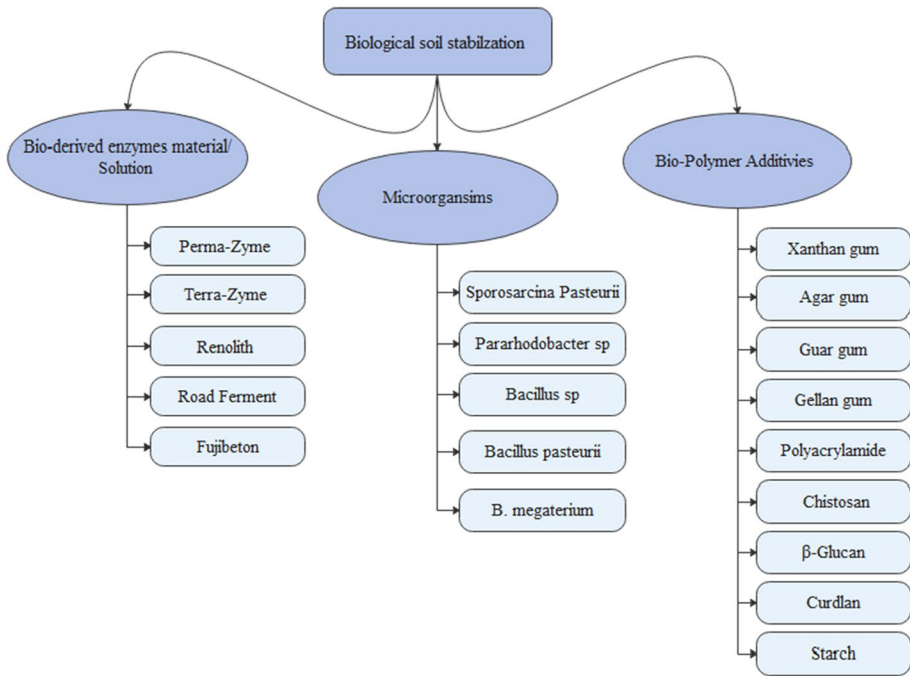 Biological soil stabilzation
Bio-derived enzymes material/
Solution
Perma-Zyme
Terra-Zyme
Renolith
Road Ferment
Fujibeton
Microorgansims
Sporosarcina Pasteurii
Pararhodobacter sp
Bacillus sp
Bacillus pasteurii
B. megaterium
Bio-Polymer Additivies
Xanthan gum
Agar gum
Guar gum
Gellan gum
Polyacrylamide
Chistosan
β-Glucan
Curdlan
Starch